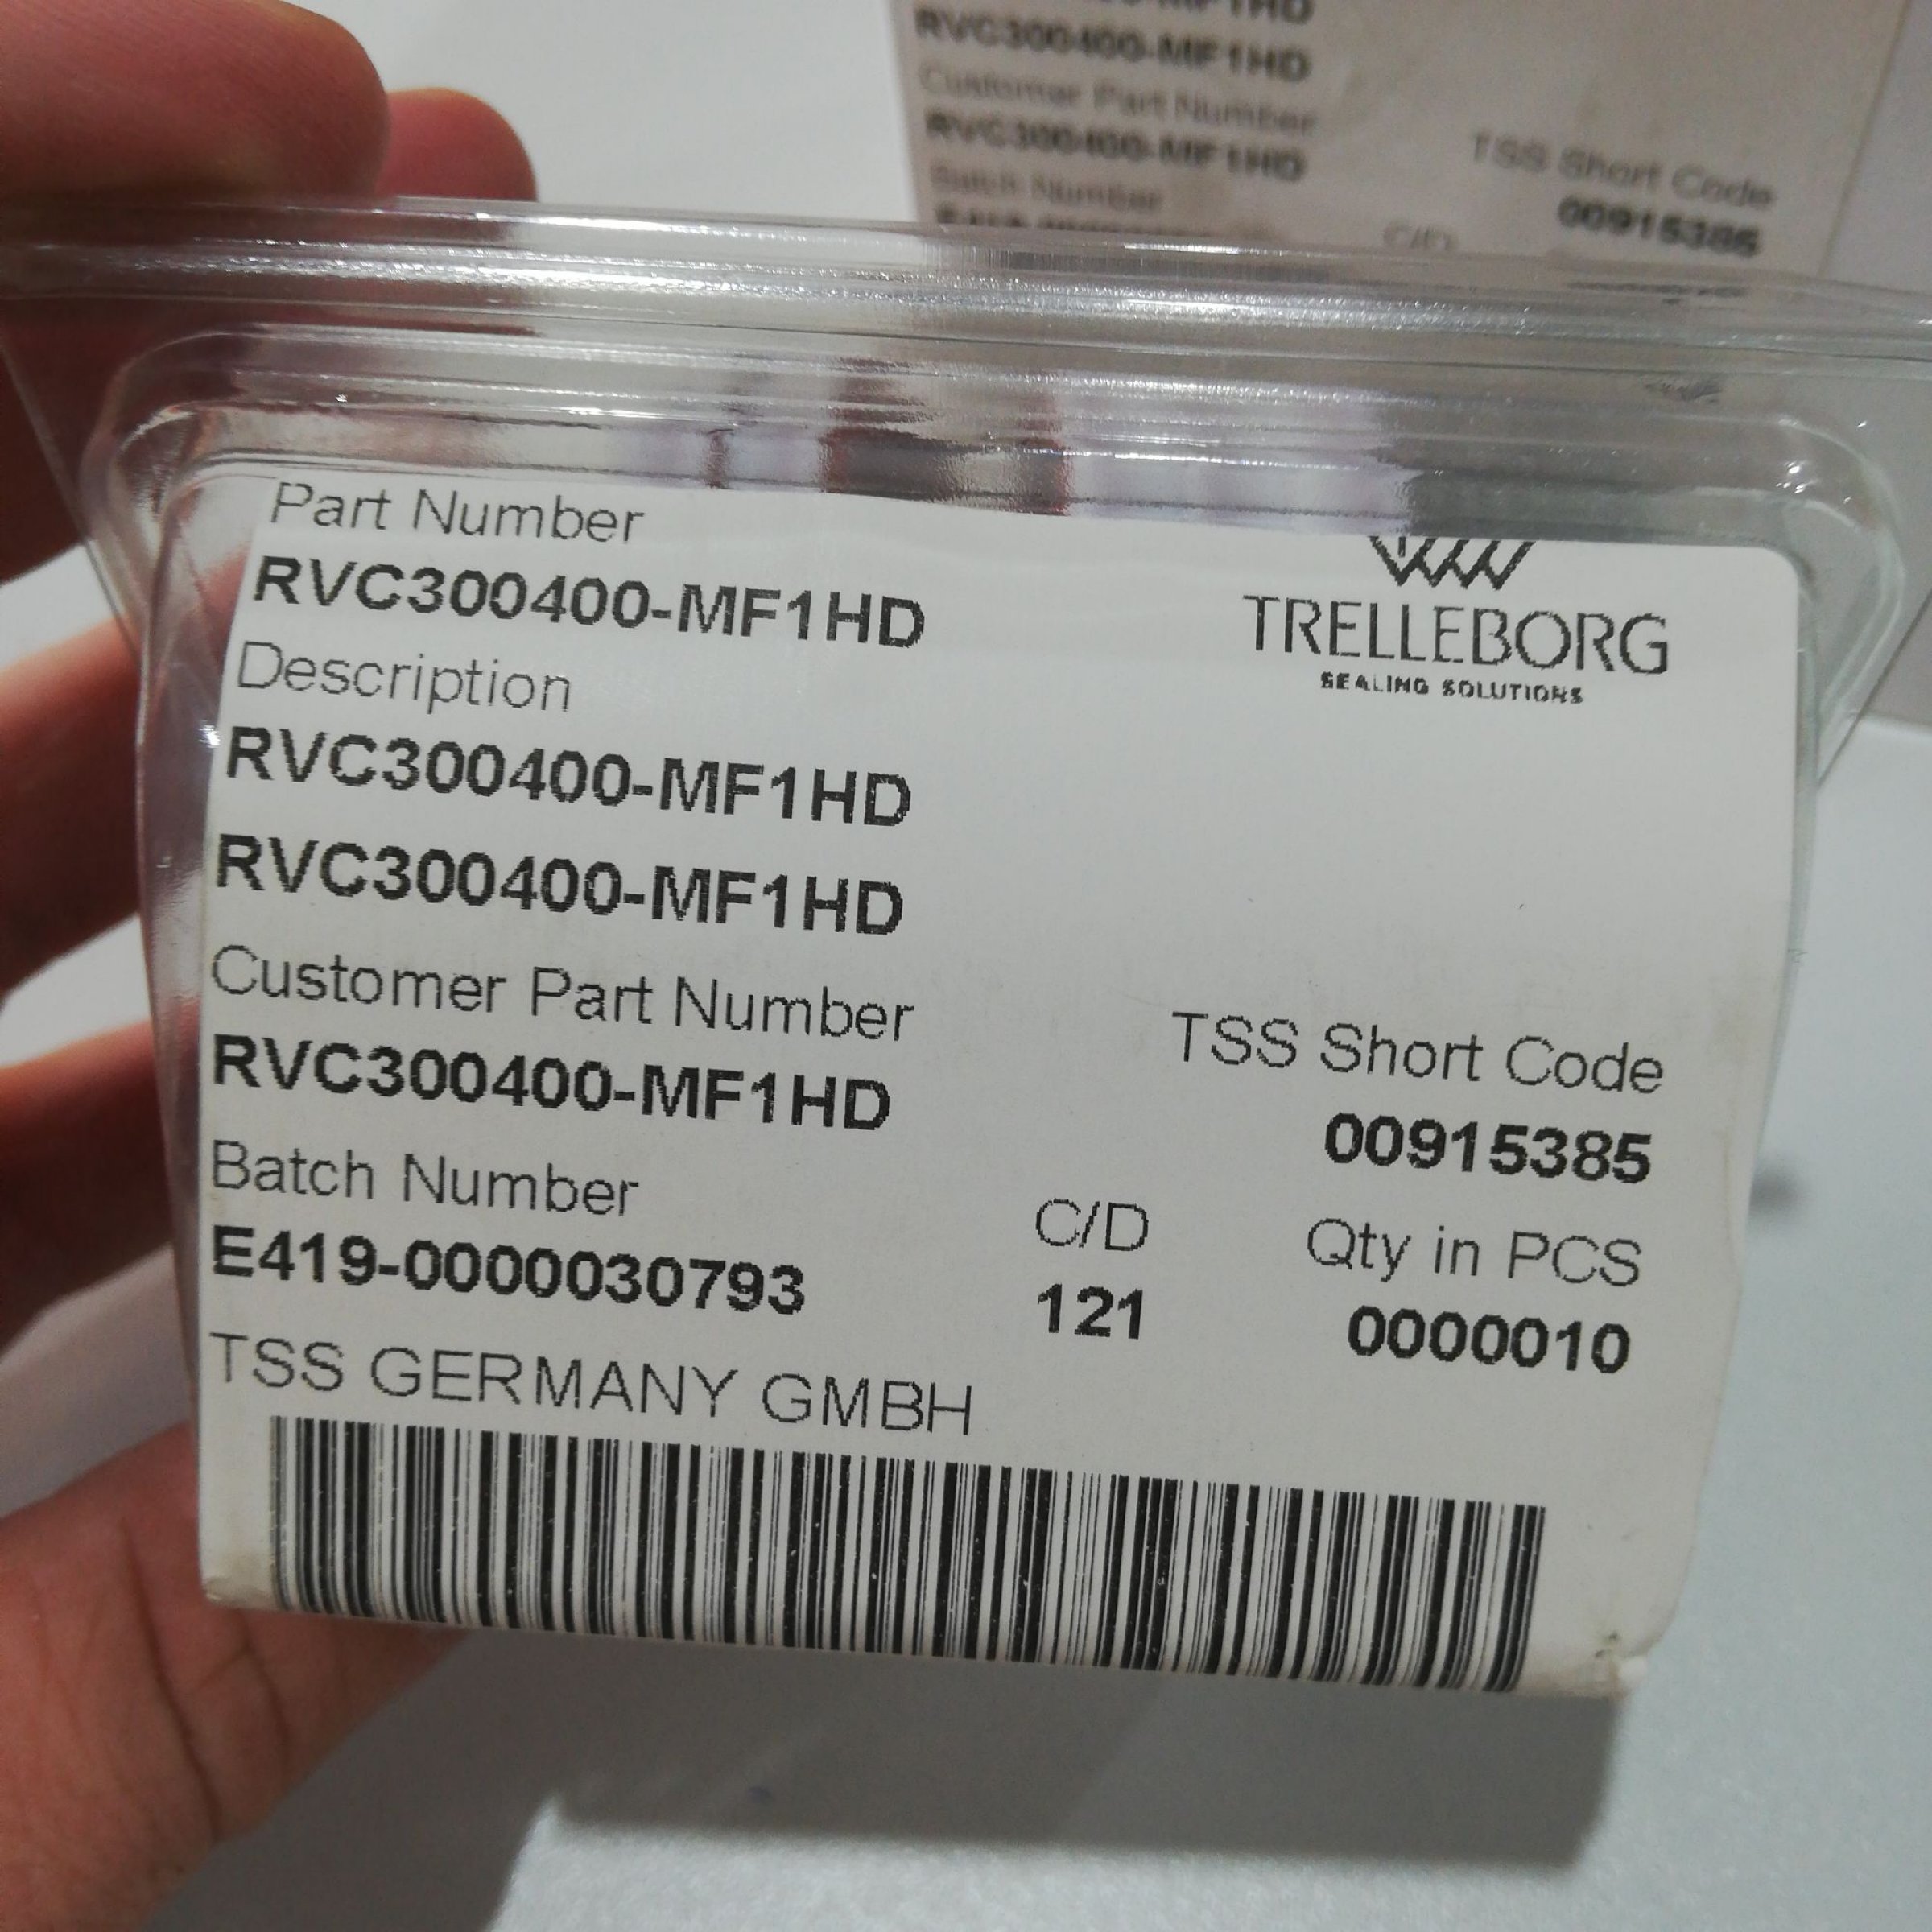 RVC300400-MF1HD
Customer Part Number
RVC300400-MF1HD
Batch Number
TSS Short Code
00915385
C/D
Part Number
RVC300400-MF1HD
TRELLEBORG
SEALING SOLUTIONS
Description
RVC300400-MF1HD
RVC300400-MF1HD
Customer Part Number
RVC300400-MF1HD
TSS Short Code
00915385
Batch Number
E419-0000030793
C/D
121
Qty in PCS
0000010
TSS GERMANY GMBH